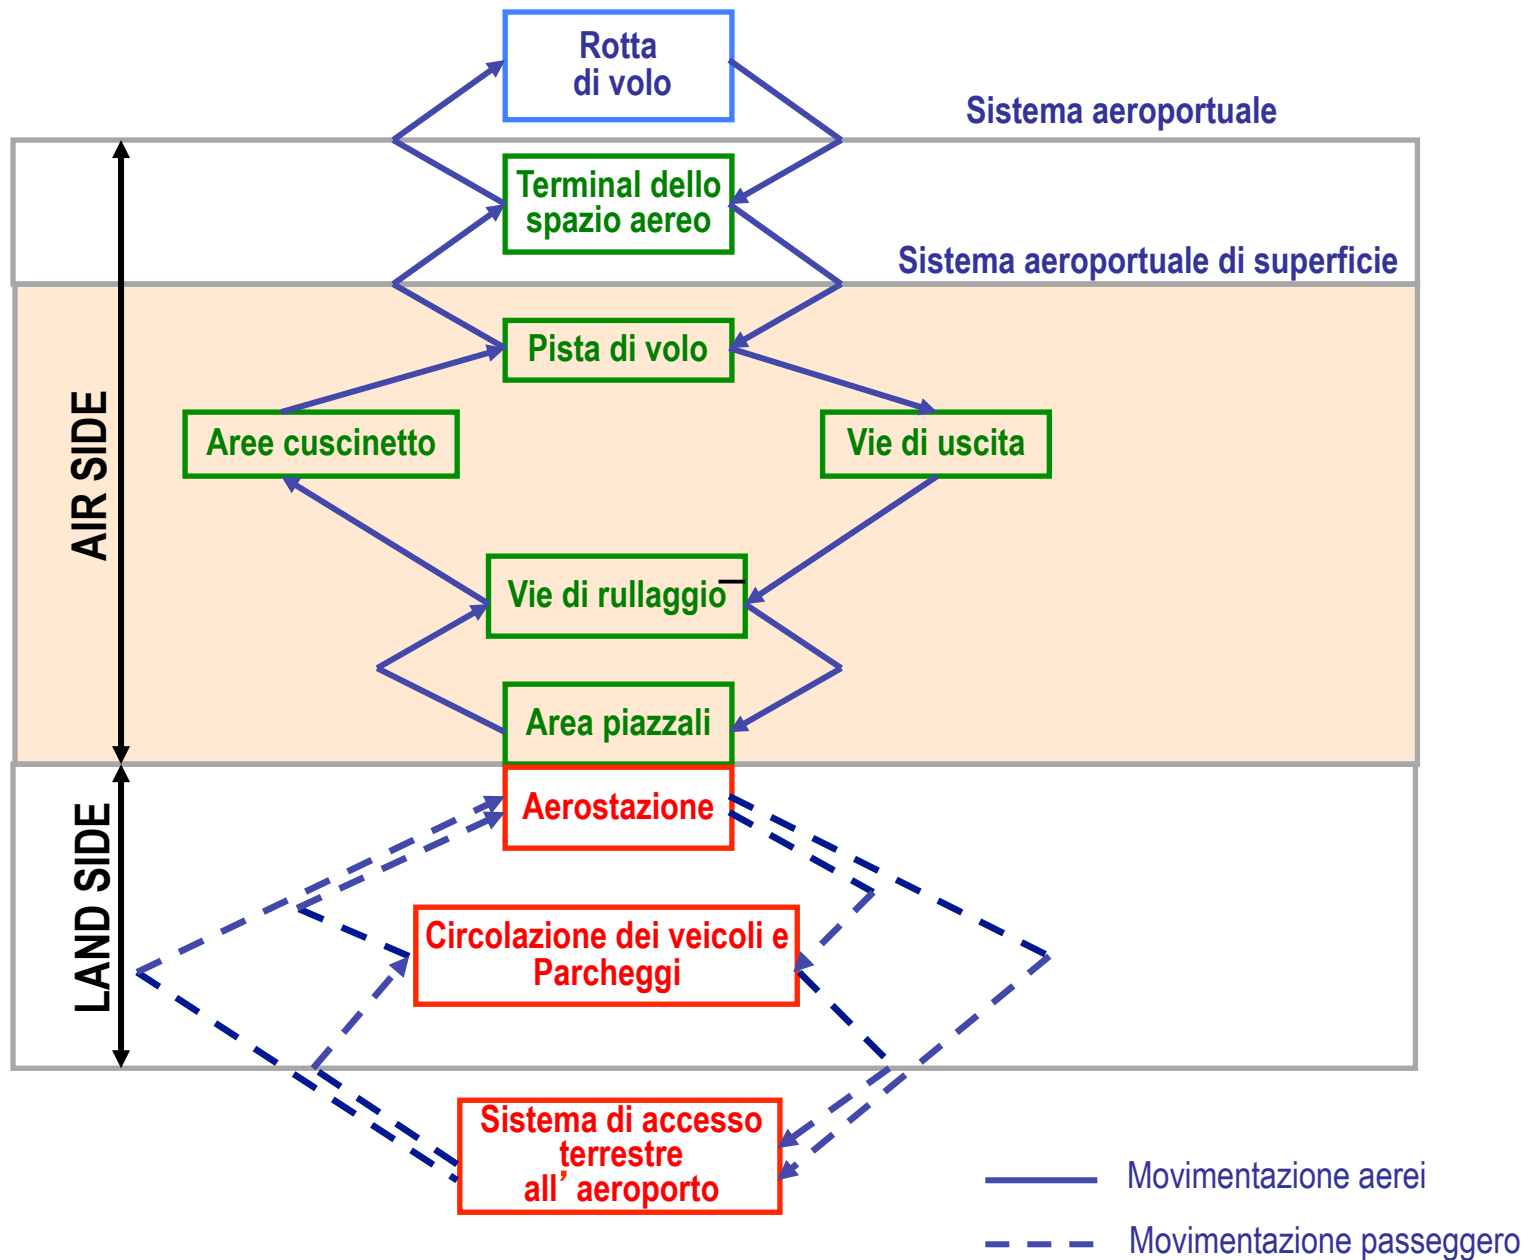 Rotta
di volo
Sistema aeroportuale
Terminal dello
spazio aereo
Sistema aeroportuale di superficie
Pista di volo
AIR SIDE
Aree cuscinetto
Vie di uscita
Vie di rullaggio
Area piazzali
Aerostazione
LAND SIDE
Circolazione dei veicoli e
Parcheggi
Sistema di accesso
terrestre
all’ aeroporto
Movimentazione aerei
Movimentazione passeggero